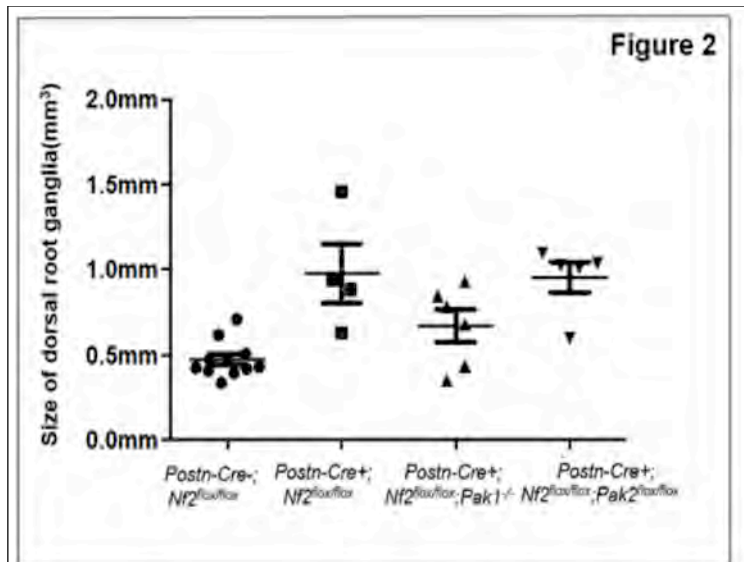 Figure 2
Size of dorsal root ganglia(mm³)
2.0mm
1.5mm
1.0mm
0.5mm
0.0mm
Postn-Cre-;
Nf2flox/flox
Postn-Cre+;
Nf2flox/flox
Postn-Cre+;
Nf2flox/flox;Pak1-/-
Postn-Cre+;
Nf2flox/flox;Pak2flox/flox